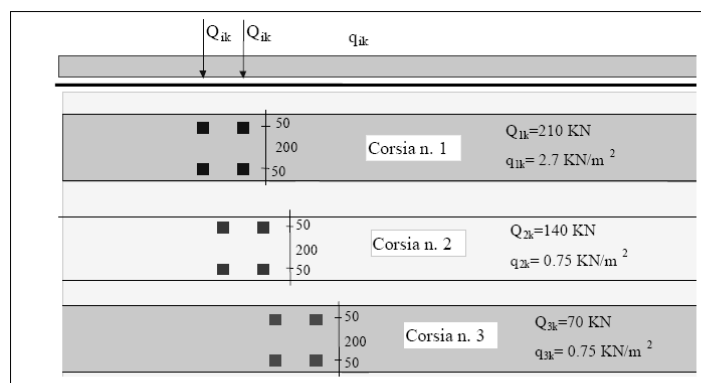 Q_ik Q_ik q_ik
50
200
50
Corsia n. 1
Q_1k=210 KN
q_1k= 2.7 KN/m ²
50
200
50
Corsia n. 2
Q_2k=140 KN
q_2k= 0.75 KN/m ²
50
200
50
Corsia n. 3
Q_3k=70 KN
q_3k= 0.75 KN/m ²